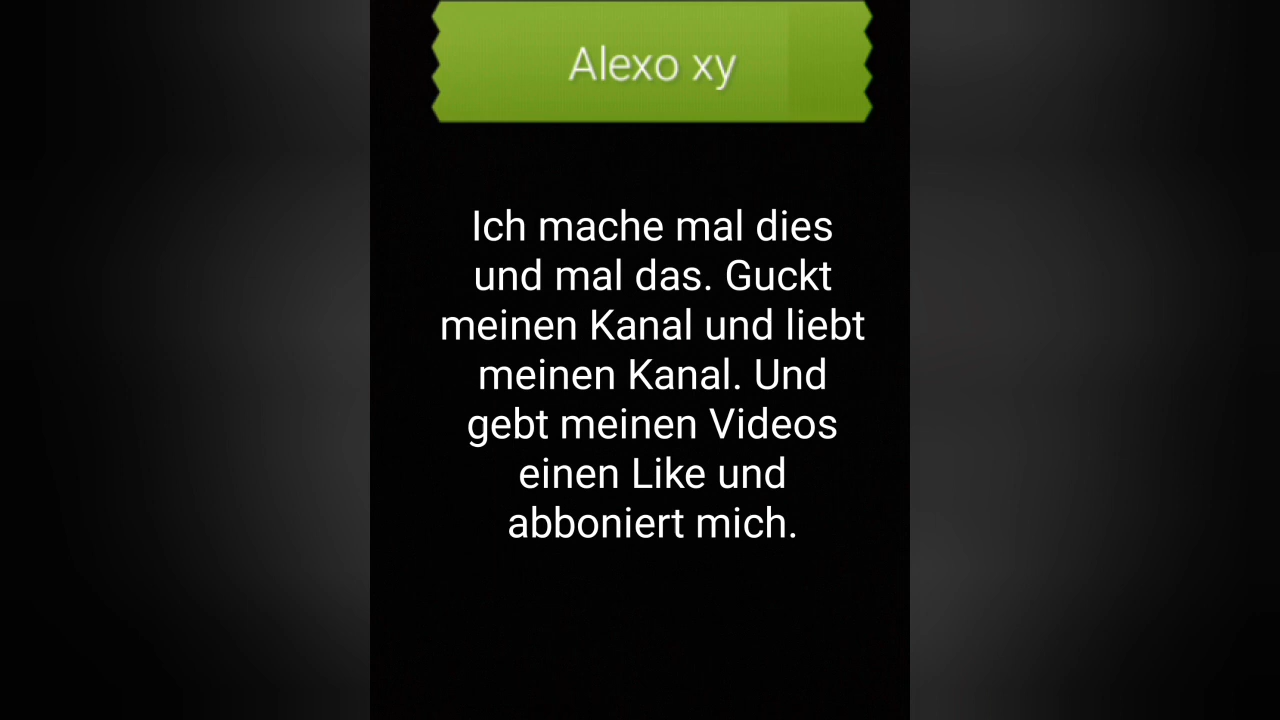 Alexo xy
Ich mache mal dies
und mal das. Guckt
meinen Kanal und liebt
meinen Kanal. Und
gebt meinen Videos
einen Like und
abboniert mich.